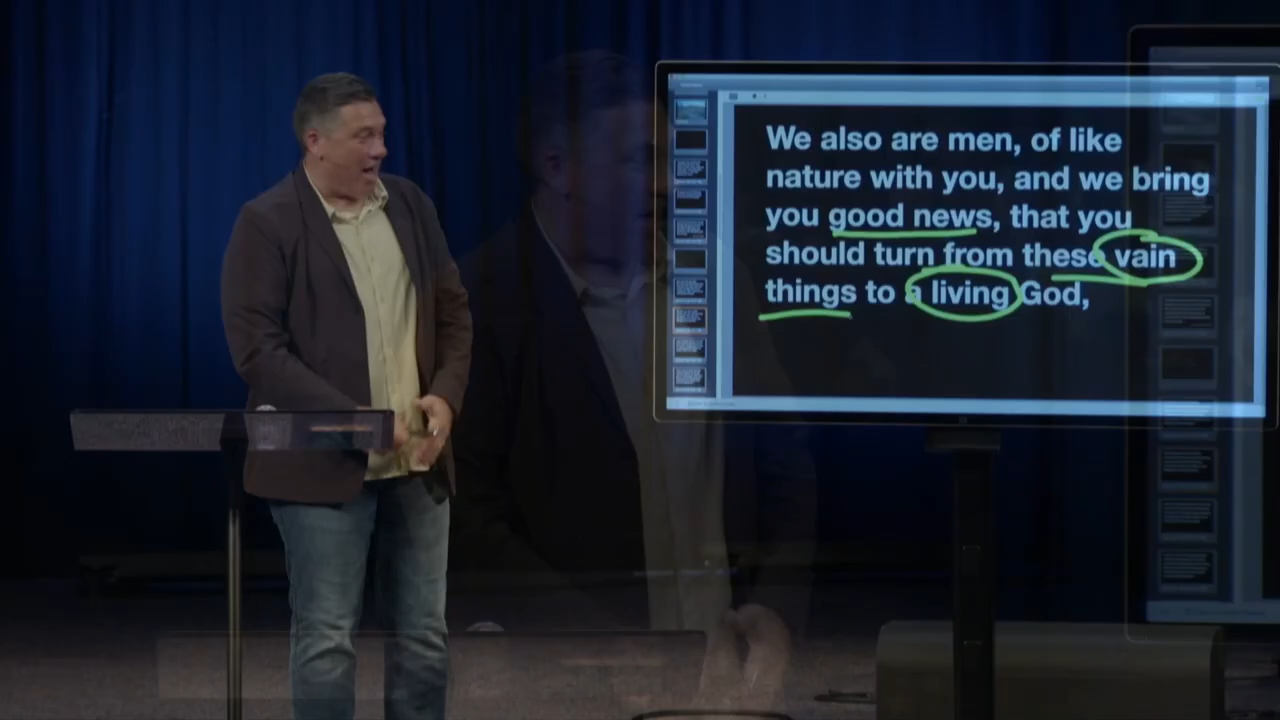 We also are men, of like
nature with you, and we bring
you good news, that you
should turn from these vain
things to a living God,